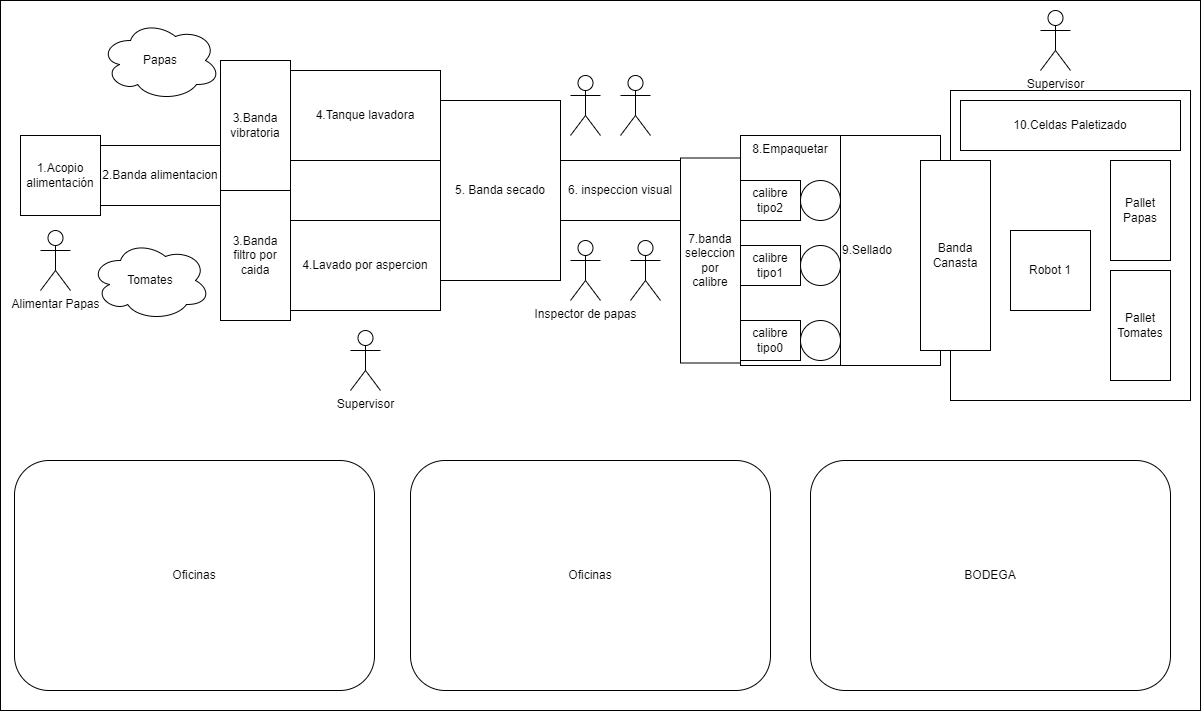 Papas
1.Acopio
alimentación
2.Banda alimentacion
3.Banda
vibratoria
3.Banda
filtro por
caida
Alimentar Papas
Tomates
4.Tanque lavadora
4.Lavado por aspercion
Supervisor
5. Banda secado
6. inspeccion visual
Inspector de papas
7.banda
seleccion
por
calibre
8.Empaquetar
calibre
tipo2
calibre
tipo1
calibre
tipo0
9.Sellado
Banda
Canasta
Supervisor
10.Celdas Paletizado
Robot 1
Pallet
Papas
Pallet
Tomates
Oficinas
Oficinas
BODEGA